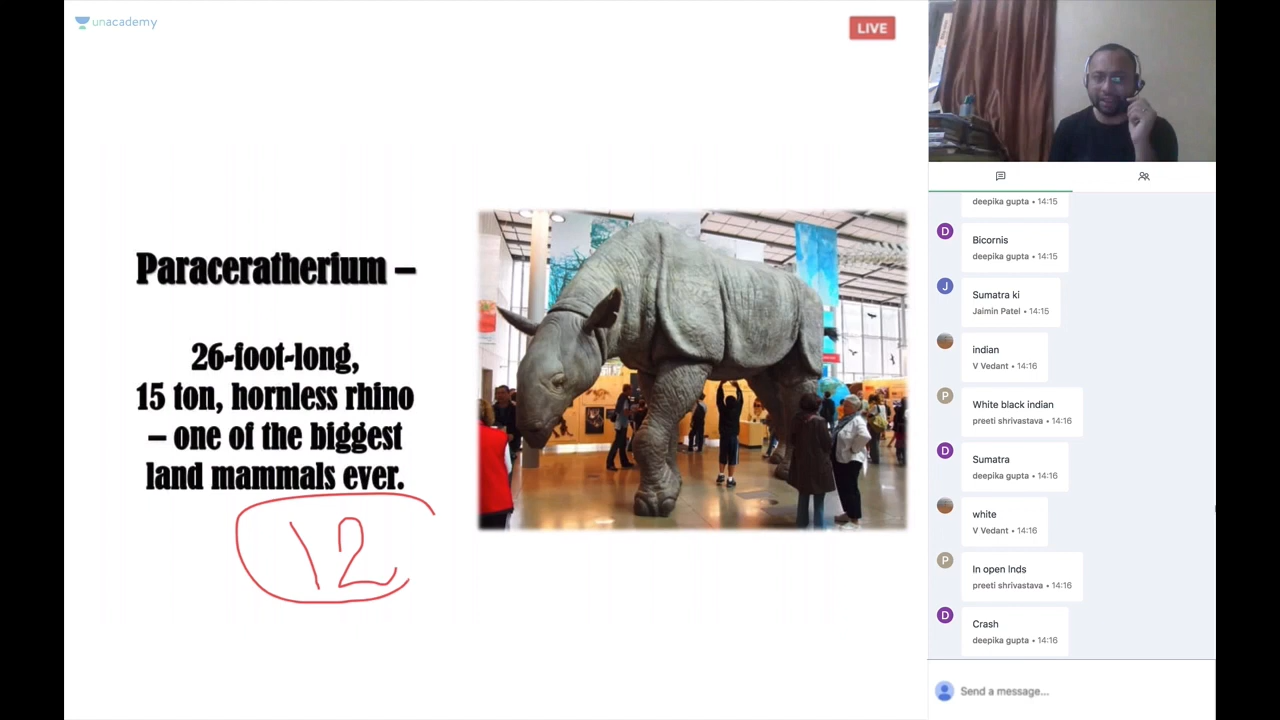 unacademy
LIVE
Paraceratherium –
26-foot-long,
15 ton, hornless rhino
– one of the biggest
land mammals ever.
12
deepika gupta • 14:15
D
Bicornis
deepika gupta • 14:15
J
Sumatra ki
Jaimin Patel • 14:15
indian
V Vedant • 14:16
P
White black indian
preeti shrivastava • 14:16
D
Sumatra
deepika gupta • 14:16
white
V Vedant • 14:16
P
In open lnds
preeti shrivastava • 14:16
D
Crash
deepika gupta • 14:16
Send a message...